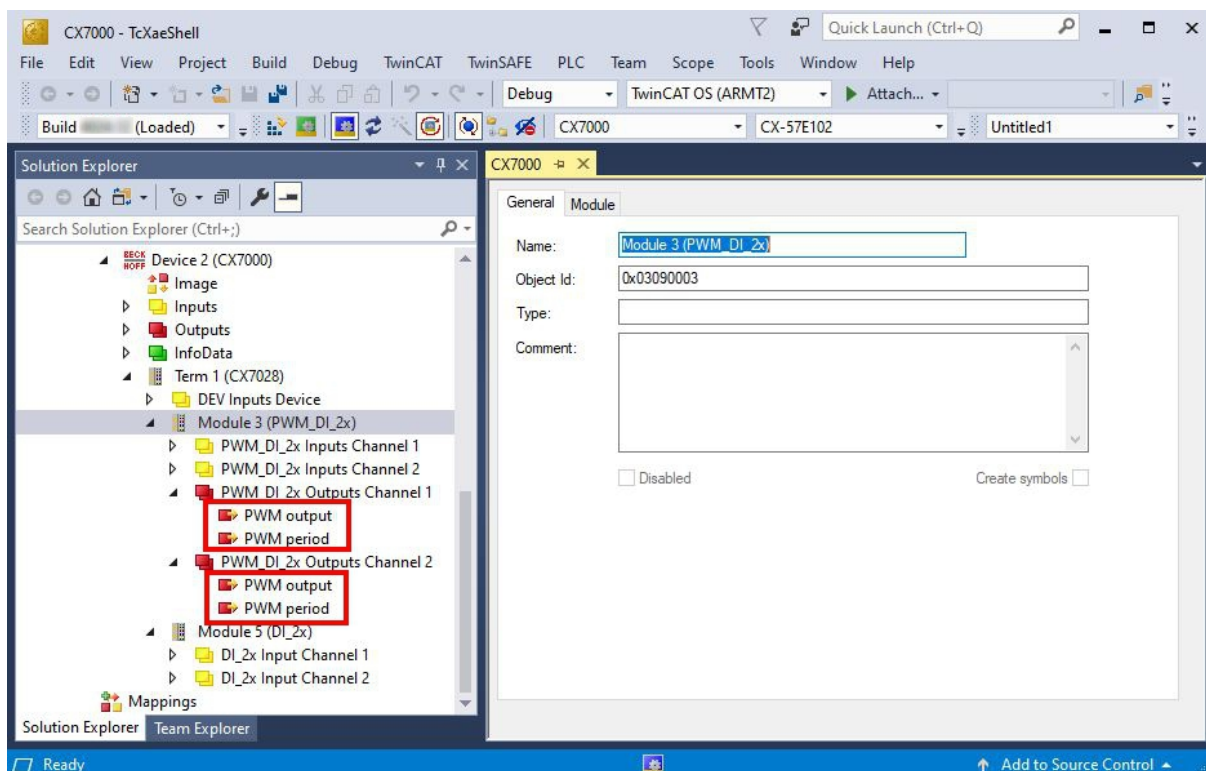 CX7000 - TcXaeShell
Quick Launch (Ctrl+Q)
File Edit View Project Build Debug TwinCAT TwinSAFE PLC Team Scope Tools Window Help
Debug TwinCAT OS (ARMT2) Attach...
Build (Loaded) CX7000 CX-57E102 Untitled1
Solution Explorer
Search Solution Explorer (Ctrl+;)
BECKHOFF Device 2 (CX7000)
Image
Inputs
Outputs
InfoData
Term 1 (CX7028)
DEV Inputs Device
Module 3 (PWM_DI_2x)
PWM_DI_2x Inputs Channel 1
PWM_DI_2x Inputs Channel 2
PWM_DI_2x Outputs Channel 1
PWM output
PWM period
PWM_DI_2x Outputs Channel 2
PWM output
PWM period
Module 5 (DI_2x)
DI_2x Input Channel 1
DI_2x Input Channel 2
Mappings
Solution Explorer Team Explorer
CX7000
General Module
Name: Module 3 (PWM_DI_2x)
Object Id: 0x03090003
Type:
Comment:
Disabled Create symbols
Ready Add to Source Control